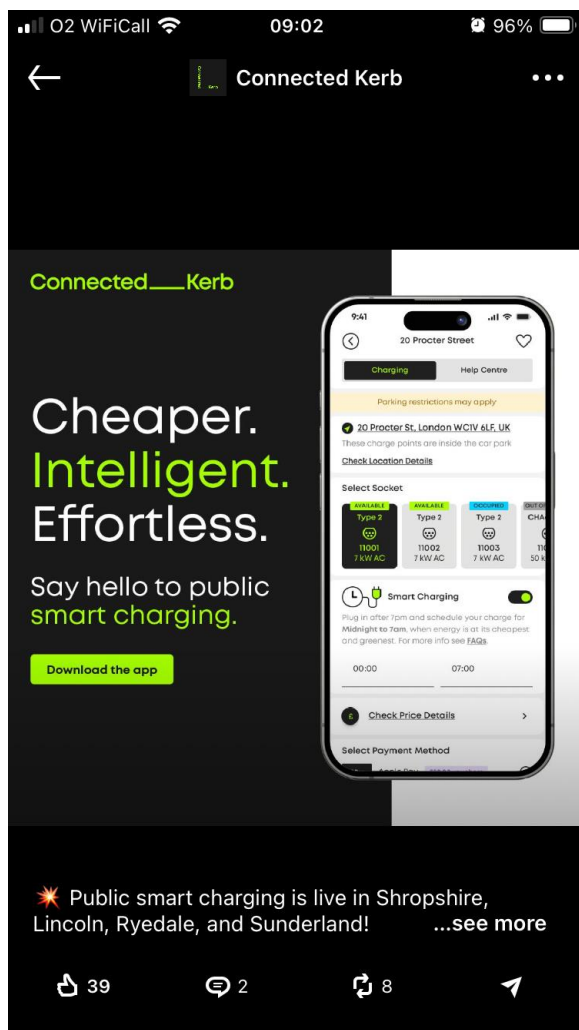 O2 WiFiCall 09:02 96%
Connected Kerb
Connected Kerb
Connected__Kerb
Cheaper.
Intelligent.
Effortless.
Say hello to public
smart charging.
Download the app
9:41
20 Procter Street
Charging Help Centre
Parking restrictions may apply
20 Procter St, London WC1V 6LF, UK
These charge points are inside the car park
Check Location Details
Select Socket
AVAILABLE AVAILABLE OCCUPIED OUT O
Type 2 Type 2 Type 2 CHA
11001 11002 11003 110
7 kW AC 7 kW AC 7 kW AC 50 k
Smart Charging
Plug in after 7pm and schedule your charge for
Midnight to 7am, when energy is at its cheapest
and greenest. For more info see FAQs.
00:00 07:00
£ Check Price Details
Select Payment Method
💥 Public smart charging is live in Shropshire,
Lincoln, Ryedale, and Sunderland! ...see more
39 2 8